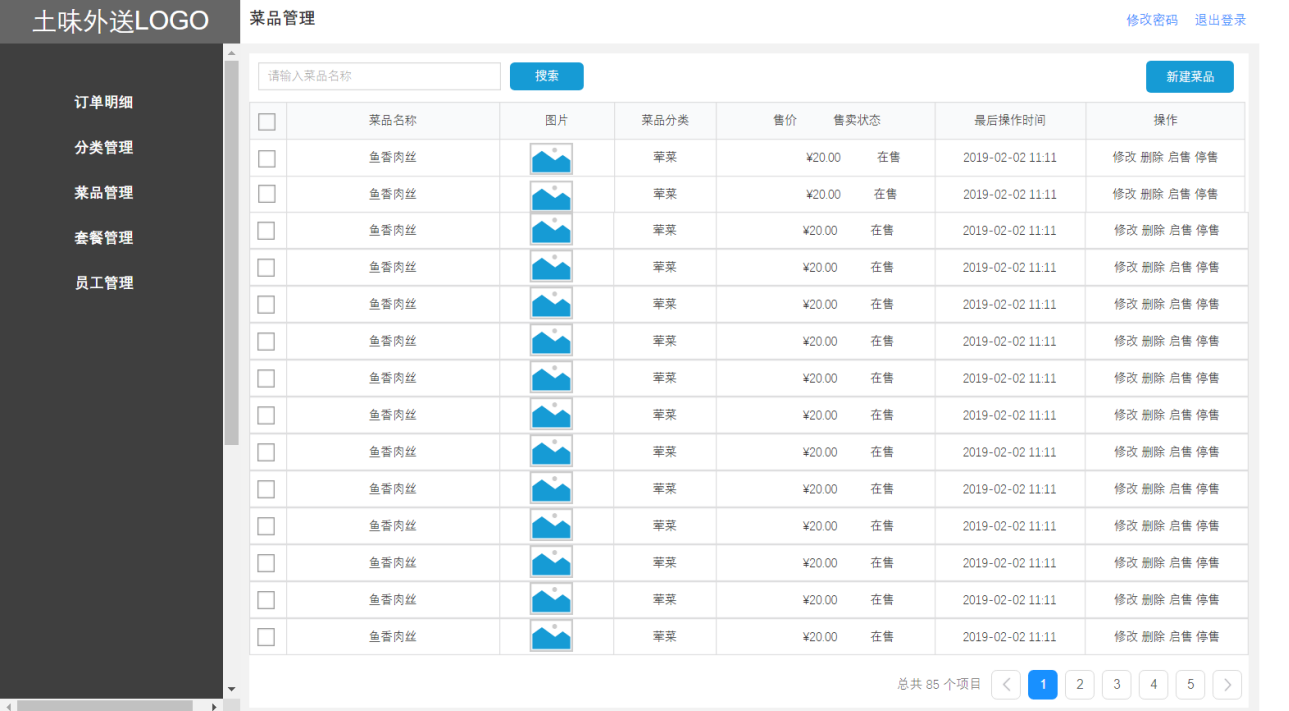 土味外送LOGO
菜品管理
修改密码 退出登录
订单明细
分类管理
菜品管理
套餐管理
员工管理
请输入菜品名称 搜索 新建菜品
菜品名称 图片 菜品分类 售价 售卖状态 最后操作时间 操作
鱼香肉丝 荤菜 ¥20.00 在售 2019-02-02 11:11 修改 删除 启售 停售
鱼香肉丝 荤菜 ¥20.00 在售 2019-02-02 11:11 修改 删除 启售 停售
鱼香肉丝 荤菜 ¥20.00 在售 2019-02-02 11:11 修改 删除 启售 停售
鱼香肉丝 荤菜 ¥20.00 在售 2019-02-02 11:11 修改 删除 启售 停售
鱼香肉丝 荤菜 ¥20.00 在售 2019-02-02 11:11 修改 删除 启售 停售
鱼香肉丝 荤菜 ¥20.00 在售 2019-02-02 11:11 修改 删除 启售 停售
鱼香肉丝 荤菜 ¥20.00 在售 2019-02-02 11:11 修改 删除 启售 停售
鱼香肉丝 荤菜 ¥20.00 在售 2019-02-02 11:11 修改 删除 启售 停售
鱼香肉丝 荤菜 ¥20.00 在售 2019-02-02 11:11 修改 删除 启售 停售
鱼香肉丝 荤菜 ¥20.00 在售 2019-02-02 11:11 修改 删除 启售 停售
鱼香肉丝 荤菜 ¥20.00 在售 2019-02-02 11:11 修改 删除 启售 停售
鱼香肉丝 荤菜 ¥20.00 在售 2019-02-02 11:11 修改 删除 启售 停售
鱼香肉丝 荤菜 ¥20.00 在售 2019-02-02 11:11 修改 删除 启售 停售
鱼香肉丝 荤菜 ¥20.00 在售 2019-02-02 11:11 修改 删除 启售 停售
总共 85 个项目 1 2 3 4 5